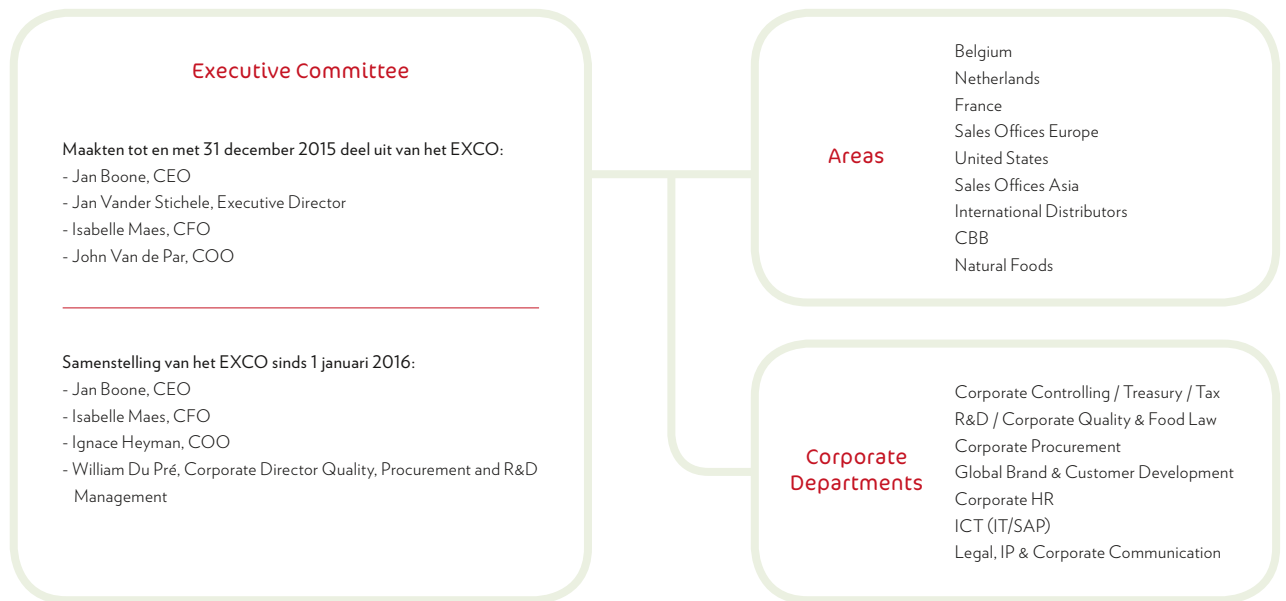 Executive Committee
Maakten tot en met 31 december 2015 deel uit van het EXCO:
- Jan Boone, CEO
- Jan Vander Stichele, Executive Director
- Isabelle Maes, CFO
- John Van de Par, COO
Samenstelling van het EXCO sinds 1 januari 2016:
- Jan Boone, CEO
- Isabelle Maes, CFO
- Ignace Heyman, COO
- William Du Pré, Corporate Director Quality, Procurement and R&D
Management
Areas
Belgium
Netherlands
France
Sales Offices Europe
United States
Sales Offices Asia
International Distributors
CBB
Natural Foods
Corporate
Departments
Corporate Controlling / Treasury / Tax
R&D / Corporate Quality & Food Law
Corporate Procurement
Global Brand & Customer Development
Corporate HR
ICT (IT/SAP)
Legal, IP & Corporate Communication